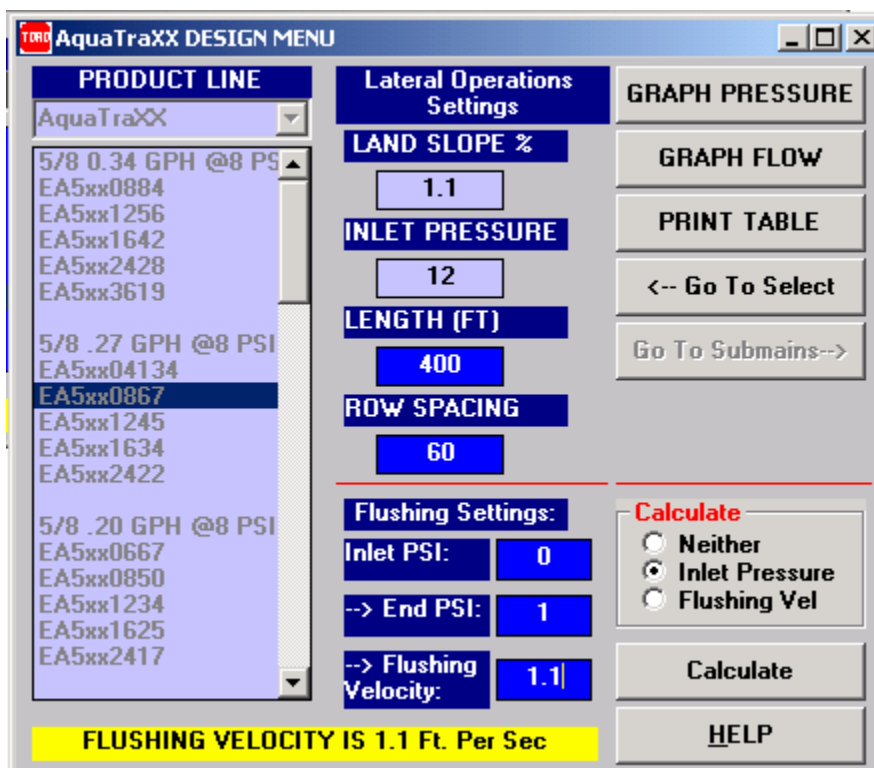 TORO AquaTraXX DESIGN MENU
PRODUCT LINE
AquaTraXX
5/8 0.34 GPH @8 PS
EA5xx0884
EA5xx1256
EA5xx1642
EA5xx2428
EA5xx3619
5/8 .27 GPH @8 PSI
EA5xx04134
EA5xx0867
EA5xx1245
EA5xx1634
EA5xx2422
5/8 .20 GPH @8 PSI
EA5xx0667
EA5xx0850
EA5xx1234
EA5xx1625
EA5xx2417
Lateral Operations
Settings
LAND SLOPE %
1.1
INLET PRESSURE
12
LENGTH (FT)
400
ROW SPACING
60
Flushing Settings:
Inlet PSI: 0
--> End PSI: 1
--> Flushing
Velocity: 1.1
GRAPH PRESSURE
GRAPH FLOW
PRINT TABLE
<-- Go To Select
Go To Submains-->
Calculate
Neither
Inlet Pressure
Flushing Vel
Calculate
HELP
FLUSHING VELOCITY IS 1.1 Ft. Per Sec